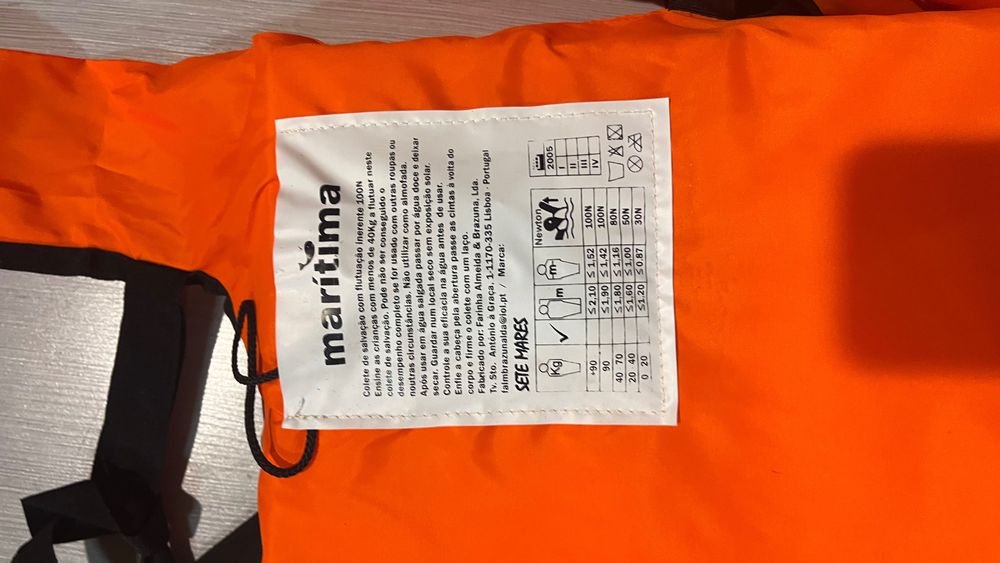 marítima
Colete de salvação com flutuação inerente 100N
Ensine as crianças com menos de 40Kg a flutuar neste
colete de salvação. Pode não ser conseguido o
desempenho completo se for usado com outras roupas ou
noutras circunstâncias. Não utilizar como almofada.
Após usar em água salgada passar por água doce e deixar
secar. Guardar num local seco sem exposição solar.
Controle a sua eficácia na água antes de usar.
Enfie a cabeça pela abertura passe as cintas à volta do
corpo e firme o colete com um laço.
Fabricado por: Farinha Almeida & Brazuna, Lda.
Tv. Sto. António à Graça, 1-1170-335 Lisboa - Portugal
falmbrazunalda@iol.pt / Marca:
SETE MARES
Kg ✓ m m Newton 2005
+90 ≤2,10 ≤1,52 100N I
90 ≤1,90 ≤1,42 100N II
40 70 ≤1,80 ≤1,16 80N III
20 40 ≤1,60 ≤1,00 50N IV
0 20 ≤1.20 ≤0.87 30N